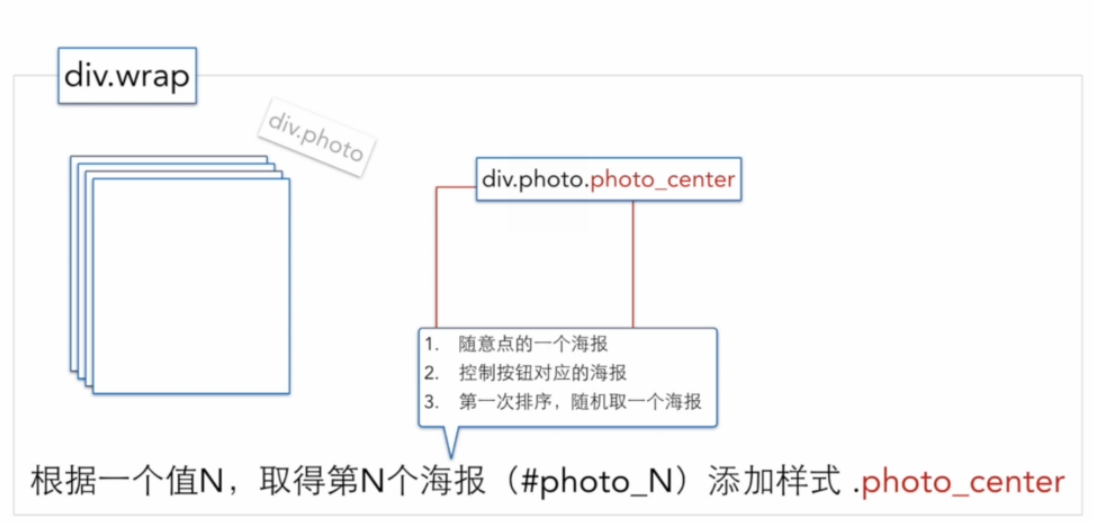 div.wrap
div.photo
div.photo.photo_center
1. 随意点的一个海报
2. 控制按钮对应的海报
3. 第一次排序，随机取一个海报
根据一个值N，取得第N个海报（#photo_N）添加样式 .photo_center